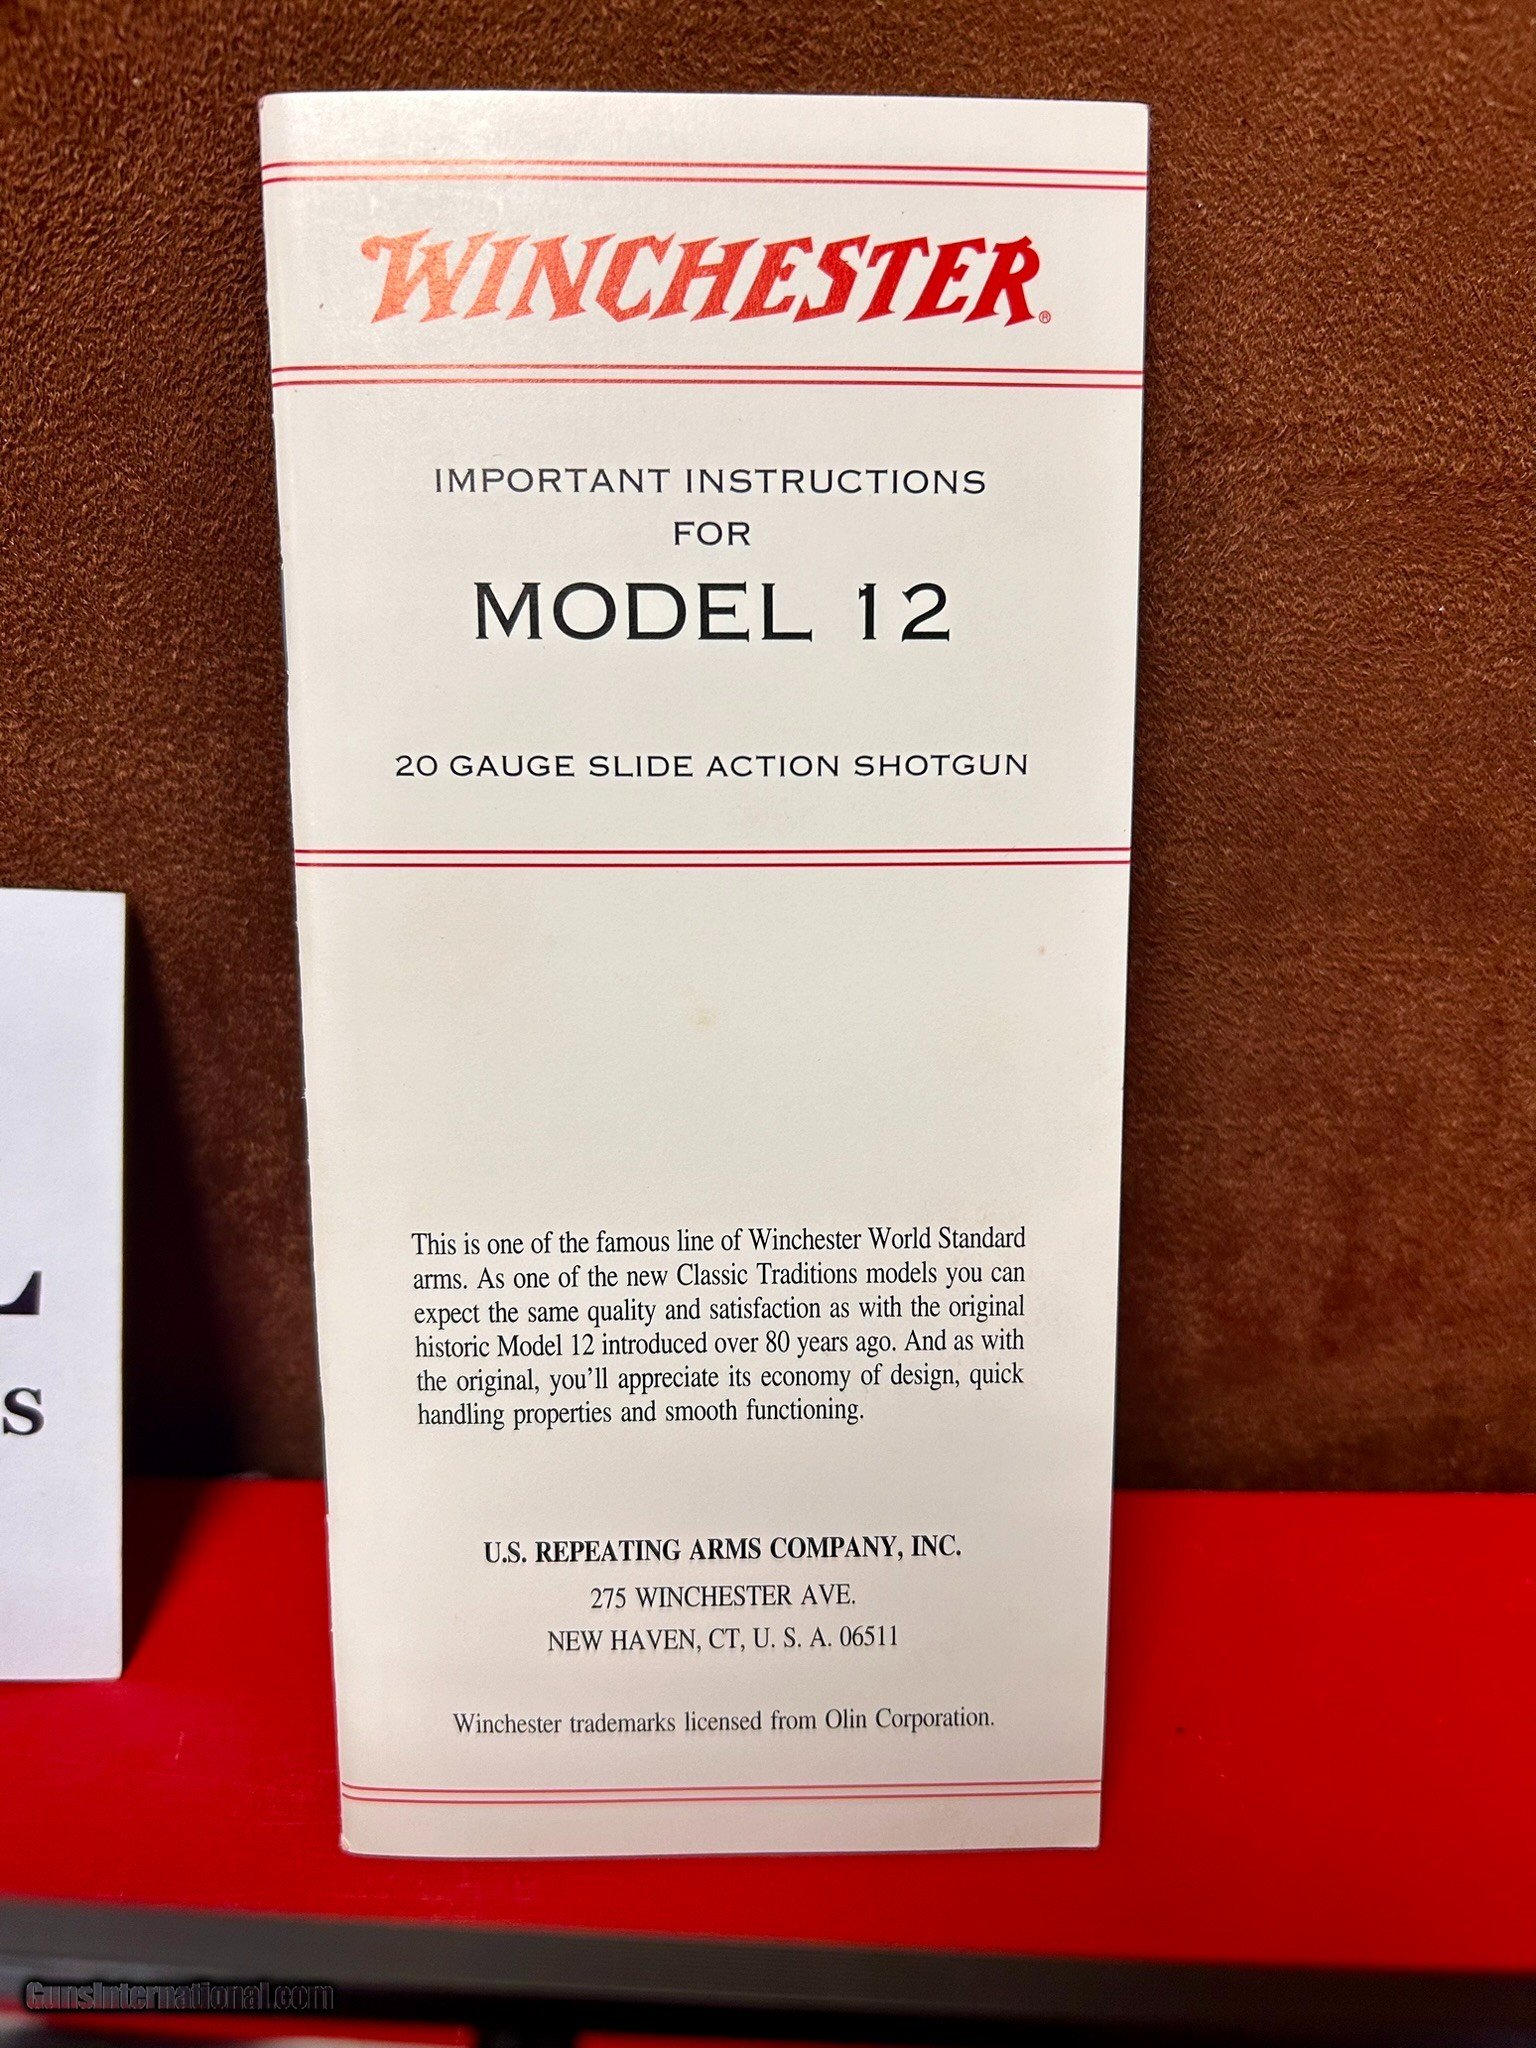 WINCHESTER®
IMPORTANT INSTRUCTIONS
FOR
MODEL 12
20 GAUGE SLIDE ACTION SHOTGUN
This is one of the famous line of Winchester World Standard
arms. As one of the new Classic Traditions models you can
expect the same quality and satisfaction as with the original
historic Model 12 introduced over 80 years ago. And as with
the original, you'll appreciate its economy of design, quick
handling properties and smooth functioning.
U.S. REPEATING ARMS COMPANY, INC.
275 WINCHESTER AVE.
NEW HAVEN, CT, U. S. A. 06511
Winchester trademarks licensed from Olin Corporation.
L
s
GunsInternational.com